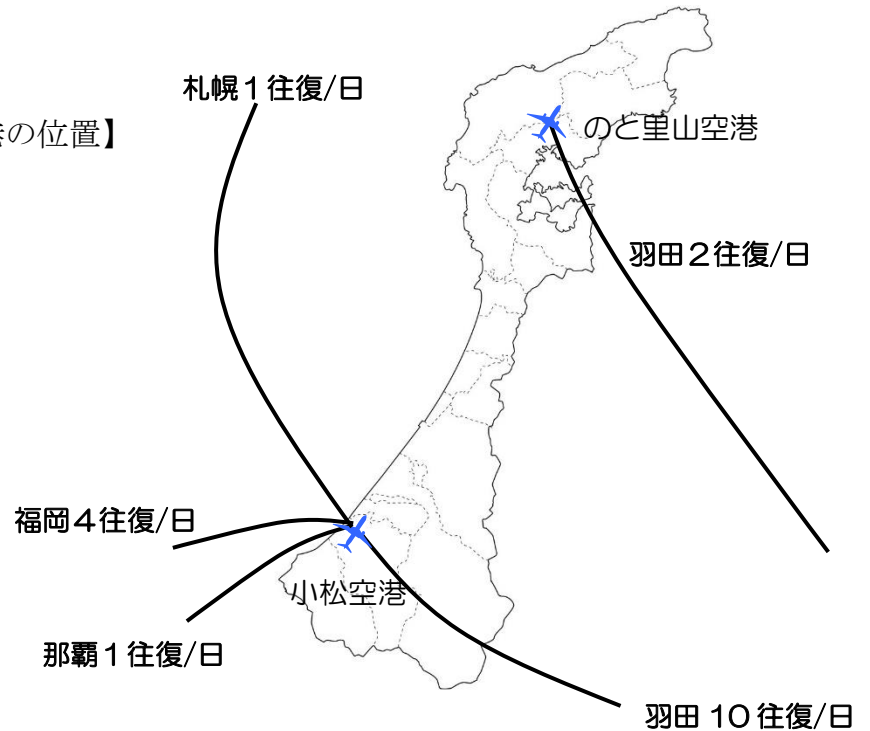 札幌１往復/日
の位置】
のと里山空港
羽田２往復/日
福岡４往復/日
小松空港
那覇１往復/日
羽田 10 往復/日